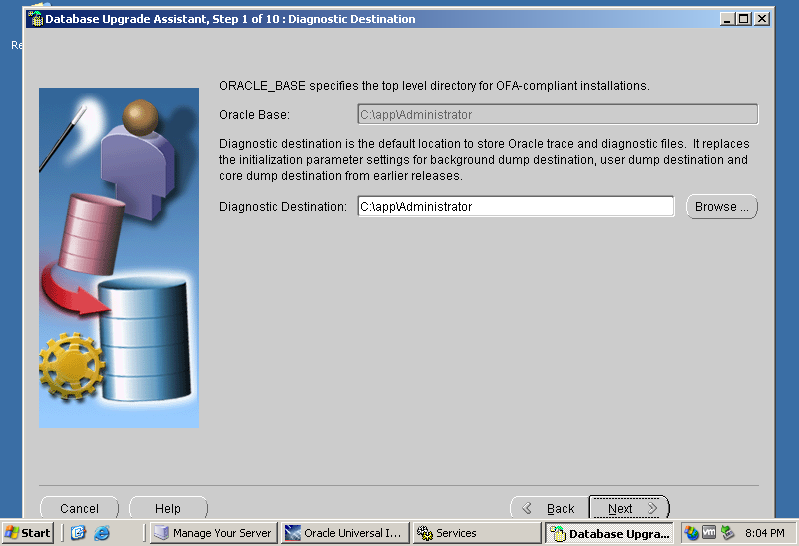 Database Upgrade Assistant, Step 1 of 10 : Diagnostic Destination
Re
ORACLE_BASE specifies the top level directory for OFA-compliant installations.
Oracle Base: C:\app\Administrator
Diagnostic destination is the default location to store Oracle trace and diagnostic files. It replaces
the initialization parameter settings for background dump destination, user dump destination and
core dump destination from earlier releases.
Diagnostic Destination: C:\app\Administrator Browse ...
Cancel Help Back Next
Start Manage Your Server Oracle Universal I... Services Database Upgra... vm 8:04 PM